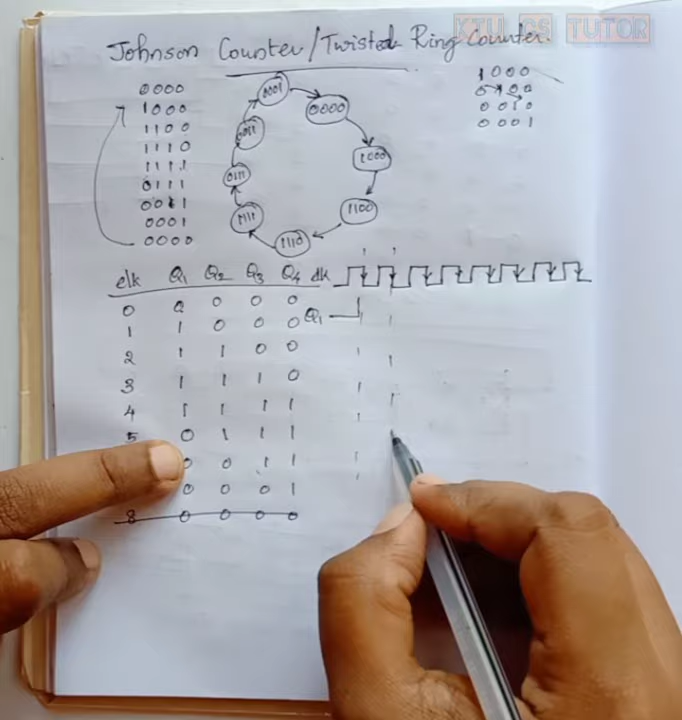 KTU CS TUTOR
Johnson Counter/Twisted Ring Counter
0000
1000
1100
1110
1111
0111
0011
0001
0000
0001
0000
1000
1100
1110
1111
0111
0011
1000
0100
0010
0001
clk Q1 Q2 Q3 Q4 clk
0 0 0 0 0
Q1
1 1 0 0 0
2 1 1 0 0
3 1 1 1 0
4 1 1 1 1
5 0 1 1 1
0 0 1 1
0 0 0 1
8 0 0 0 0